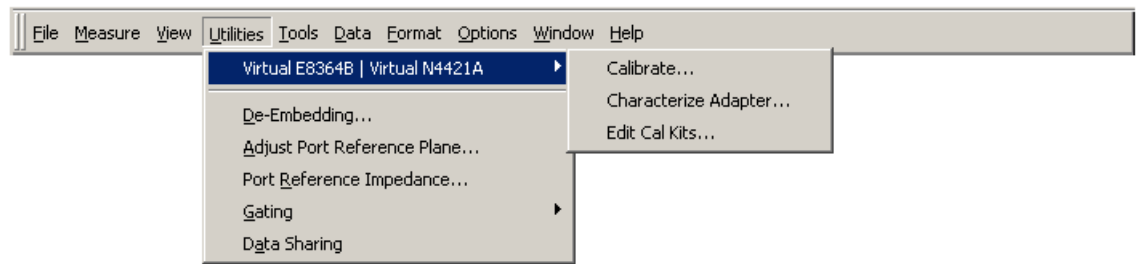 File Measure View Utilities Tools Data Format Options Window Help
Virtual E8364B | Virtual N4421A
Calibrate...
Characterize Adapter...
Edit Cal Kits...
De-Embedding...
Adjust Port Reference Plane...
Port Reference Impedance...
Gating
Data Sharing